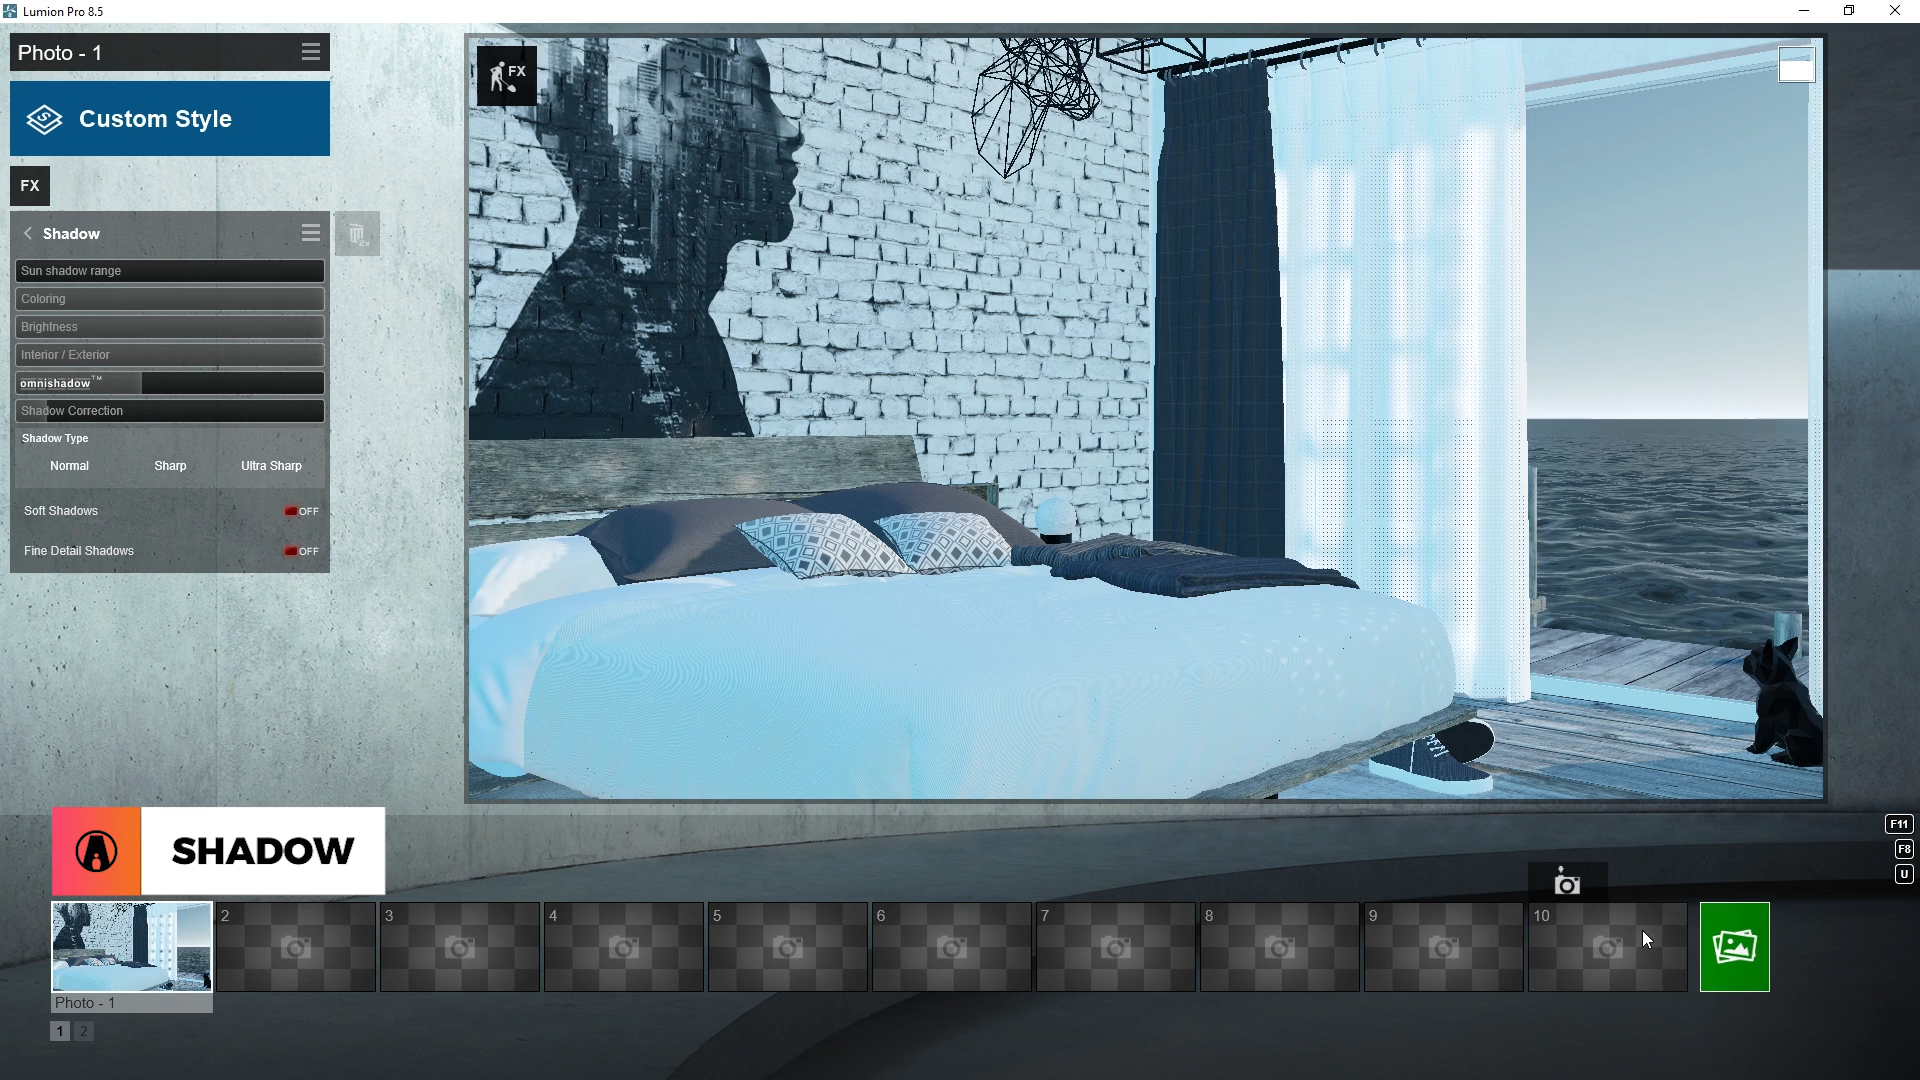 Lumion Pro 8.5
Photo - 1
Custom Style
FX
FX
Shadow
2x
Sun shadow range
Coloring
Brightness
Interior / Exterior
omnishadow™
Shadow Correction
Shadow Type
Normal Sharp Ultra Sharp
Soft Shadows OFF
Fine Detail Shadows OFF
SHADOW
F11
F8
U
2 3 4 5 6 7 8 9 10
Photo - 1
1 2